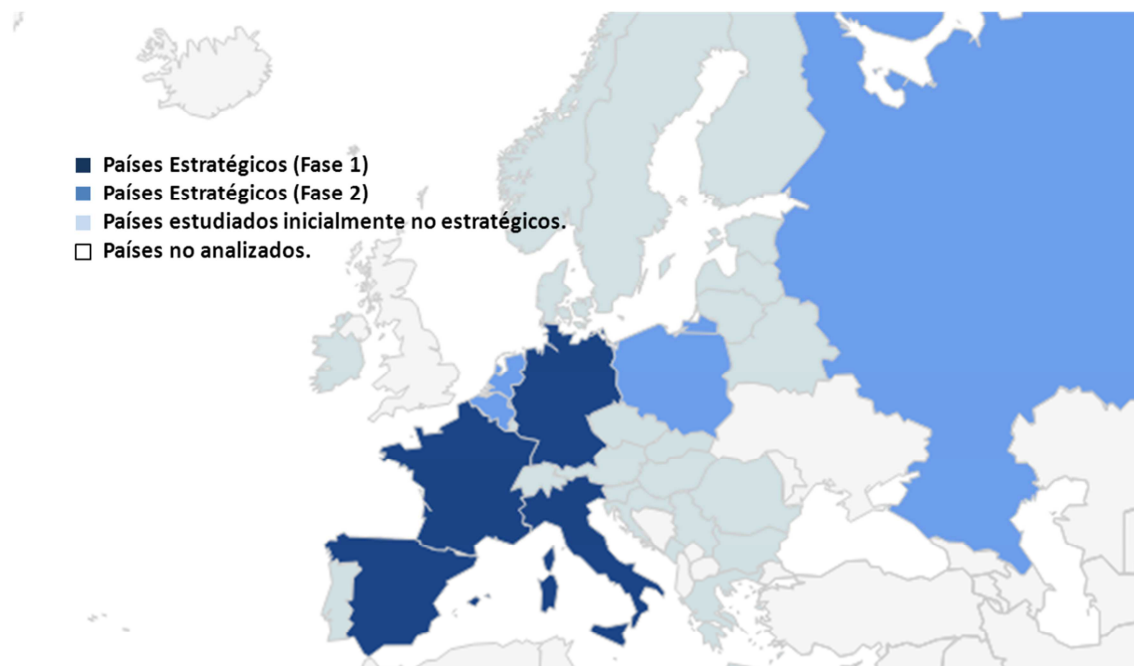 Países Estratégicos (Fase 1)
Países Estratégicos (Fase 2)
Países estudiados inicialmente no estratégicos.
Países no analizados.